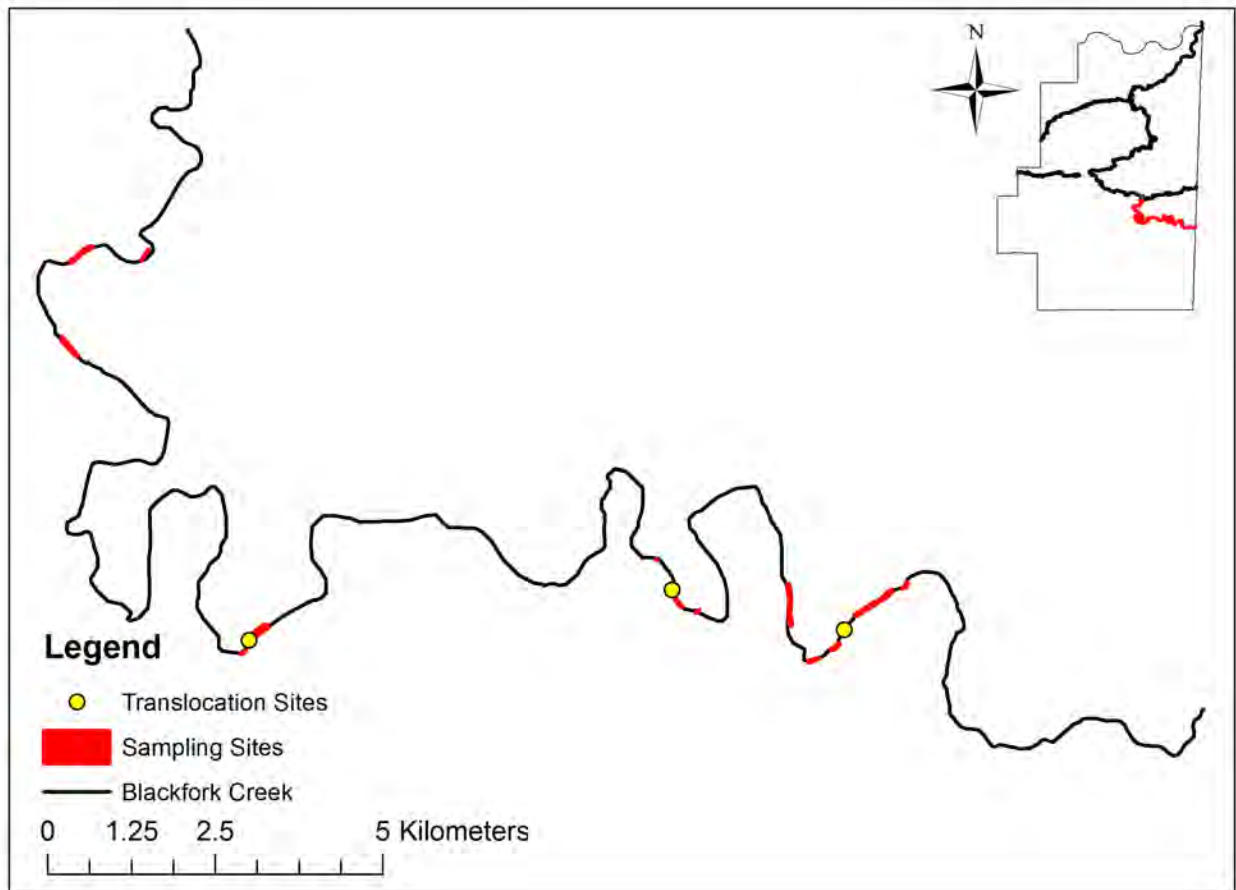 N
Legend
Translocation Sites
Sampling Sites
Blackfork Creek
0 1.25 2.5 5 Kilometers